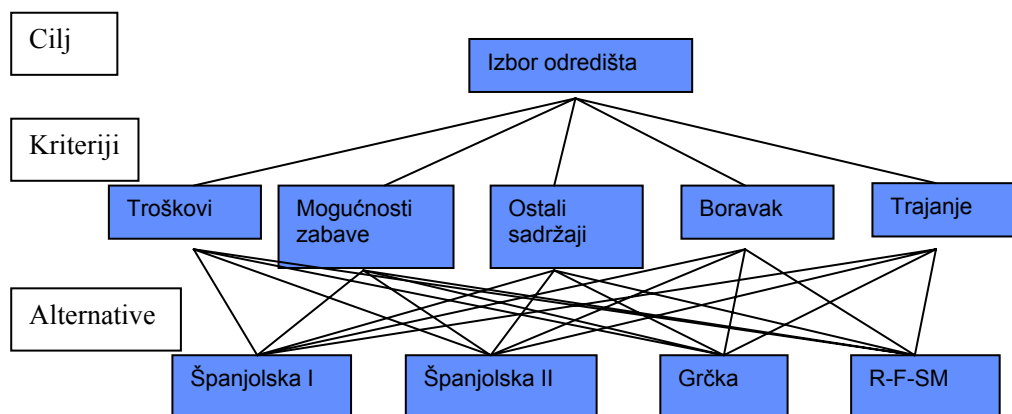 Cilj
Izbor odredišta
Kriteriji
Troškovi
Mogućnosti
zabave
Ostali
sadržaji
Boravak
Trajanje
Alternative
Španjolska I
Španjolska II
Grčka
R-F-SM